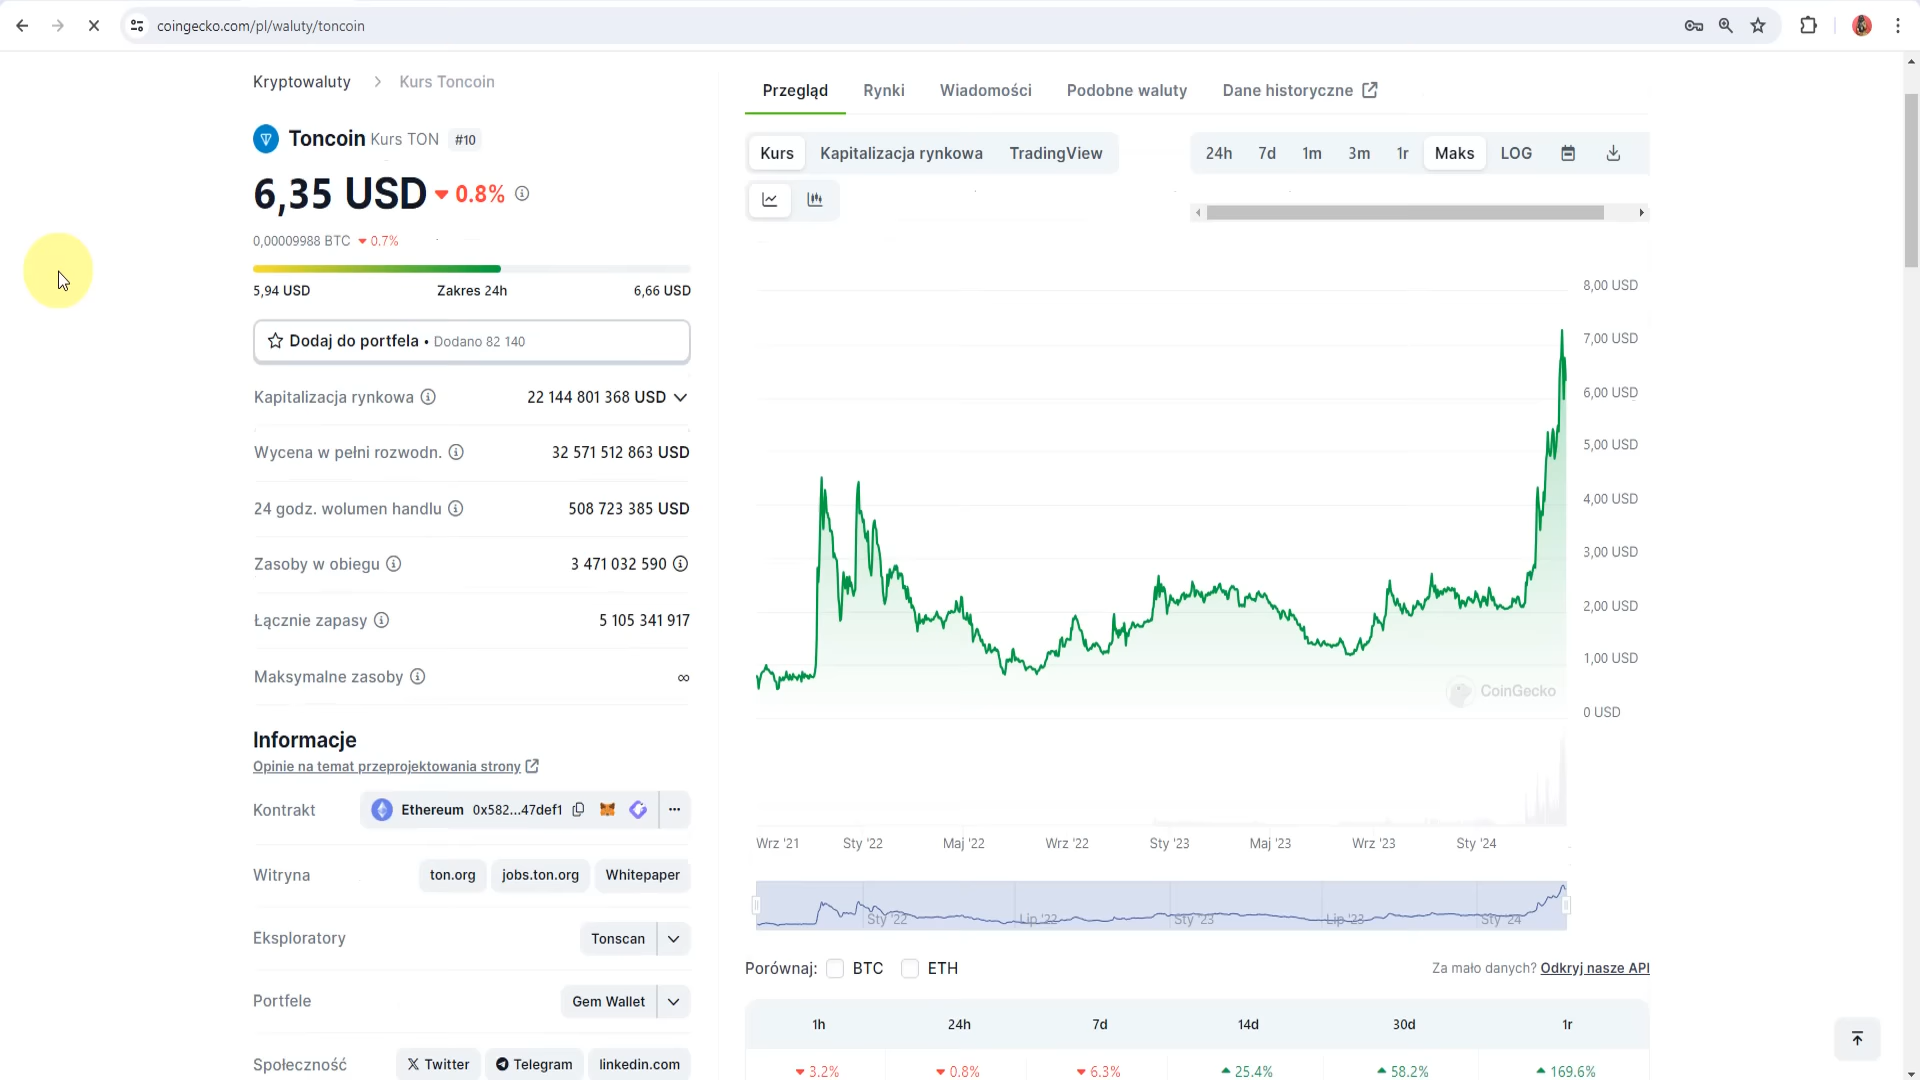 coingecko.com/pl/waluty/toncoin
Kryptowaluty > Kurs Toncoin
Toncoin Kurs TON #10
6,35 USD 0.8%
0,00009988 BTC 0.7%
5,94 USD Zakres 24h 6,66 USD
Dodaj do portfela • Dodano 82 140
Kapitalizacja rynkowa 22 144 801 368 USD
Wycena w pełni rozwodn. 32 571 512 863 USD
24 godz. wolumen handlu 508 723 385 USD
Zasoby w obiegu 3 471 032 590
Łącznie zapasy 5 105 341 917
Maksymalne zasoby ∞
Informacje
Opinie na temat przeprojektowania strony
Kontrakt Ethereum 0x582...47def1
Witryna ton.org jobs.ton.org Whitepaper
Eksploratory Tonscan
Portfele Gem Wallet
Społeczność Twitter Telegram linkedin.com
Przegląd Rynki Wiadomości Podobne waluty Dane historyczne
Kurs Kapitalizacja rynkowa TradingView 24h 7d 1m 3m 1r Maks LOG
8,00 USD
7,00 USD
6,00 USD
5,00 USD
4,00 USD
3,00 USD
2,00 USD
1,00 USD
CoinGecko
0 USD
Wrz '21 Sty '22 Maj '22 Wrz '22 Sty '23 Maj '23 Wrz '23 Sty '24
Sty '22 Lip '22 Sty '23 Lip '23 Sty '24
Porównaj: BTC ETH Za mało danych? Odkryj nasze API
1h 24h 7d 14d 30d 1r
3.2% 0.8% 6.3% 25.4% 58.2% 169.6%